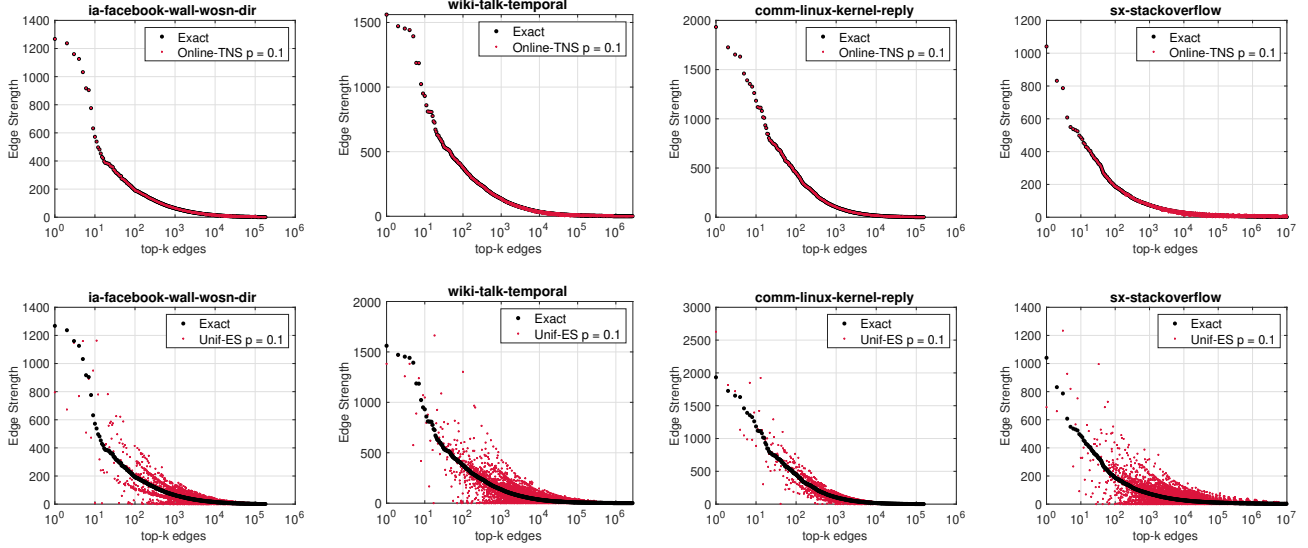 ia-facebook-wall-wosn-dir
1400
1200
1000
800
600
400
200
0
Edge Strength
Exact
Online-TNS p = 0.1
10^0 10^1 10^2 10^3 10^4 10^5 10^6
top-k edges
wiki-talk-temporal
1500
1000
500
0
Edge Strength
Exact
Online-TNS p = 0.1
10^0 10^1 10^2 10^3 10^4 10^5 10^6
top-k edges
comm-linux-kernel-reply
2000
1500
1000
500
0
Edge Strength
Exact
Online-TNS p = 0.1
10^0 10^1 10^2 10^3 10^4 10^5 10^6
top-k edges
sx-stackoverflow
1200
1000
800
600
400
200
0
Edge Strength
Exact
Online-TNS p = 0.1
10^0 10^1 10^2 10^3 10^4 10^5 10^6 10^7
top-k edges
ia-facebook-wall-wosn-dir
1400
1200
1000
800
600
400
200
0
Edge Strength
Exact
Unif-ES p = 0.1
10^0 10^1 10^2 10^3 10^4 10^5 10^6
top-k edges
wiki-talk-temporal
2000
1500
1000
500
0
Edge Strength
Exact
Unif-ES p = 0.1
10^0 10^1 10^2 10^3 10^4 10^5 10^6
top-k edges
comm-linux-kernel-reply
3000
2500
2000
1500
1000
500
0
Edge Strength
Exact
Unif-ES p = 0.1
10^0 10^1 10^2 10^3 10^4 10^5 10^6
top-k edges
sx-stackoverflow
1400
1200
1000
800
600
400
200
0
Edge Strength
Exact
Unif-ES p = 0.1
10^0 10^1 10^2 10^3 10^4 10^5 10^6 10^7
top-k edges